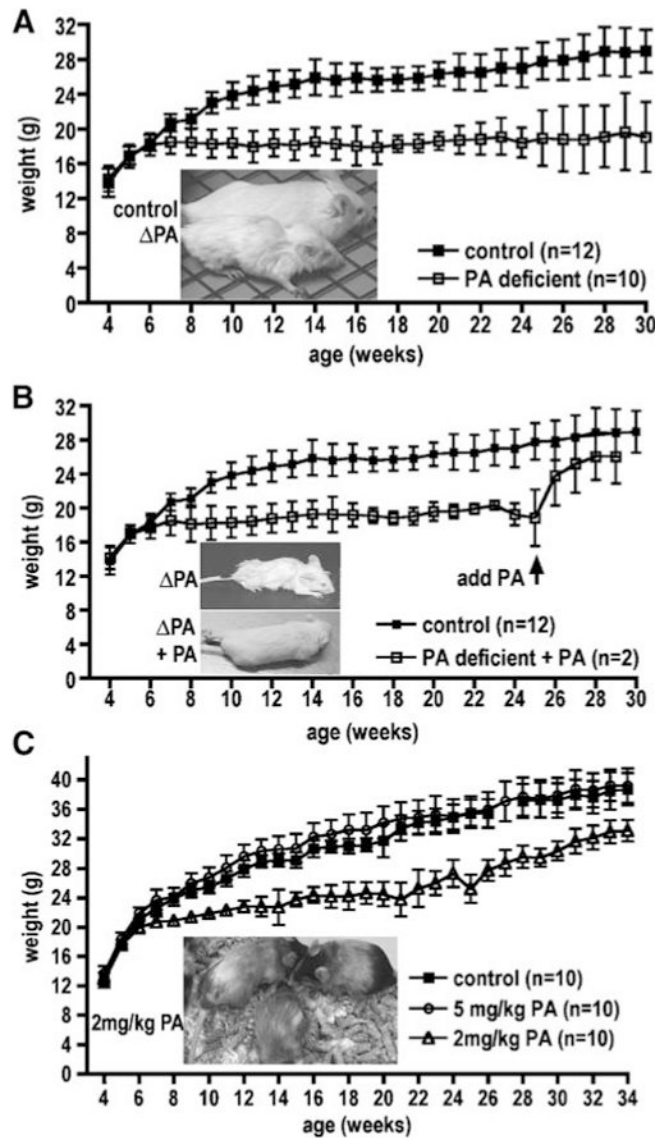 A
weight (g)
32
28
24
20
16
12
8
4
0
control
ΔPA
control (n=12)
PA deficient (n=10)
4 6 8 10 12 14 16 18 20 22 24 26 28 30
age (weeks)
B
weight (g)
32
28
24
20
16
12
8
4
0
ΔPA
ΔPA
+ PA
add PA
control (n=12)
PA deficient + PA (n=2)
4 6 8 10 12 14 16 18 20 22 24 26 28 30
age (weeks)
C
weight (g)
40
36
32
28
24
20
16
12
8
4
0
2mg/kg PA
control (n=10)
5 mg/kg PA (n=10)
2mg/kg PA (n=10)
4 6 8 10 12 14 16 18 20 22 24 26 28 30 32 34
age (weeks)